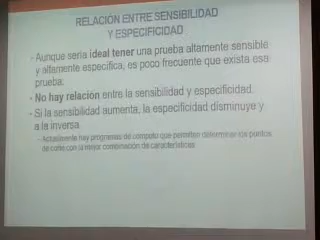 RELACION ENTRE SENSIBILIDAD
Y ESPECIFICIDAD
- Aunque sería ideal tener una prueba altamente sensible
y altamente especifica, es poco frecuente que exista esa
prueba.
- No hay relación entre la sensibilidad y especificidad.
- Si la sensibilidad aumenta, la especificidad disminuye y
a la inversa
- Actualmente hay programas de computo que permiten determinar los puntos
de corte con la mejor combinación de características